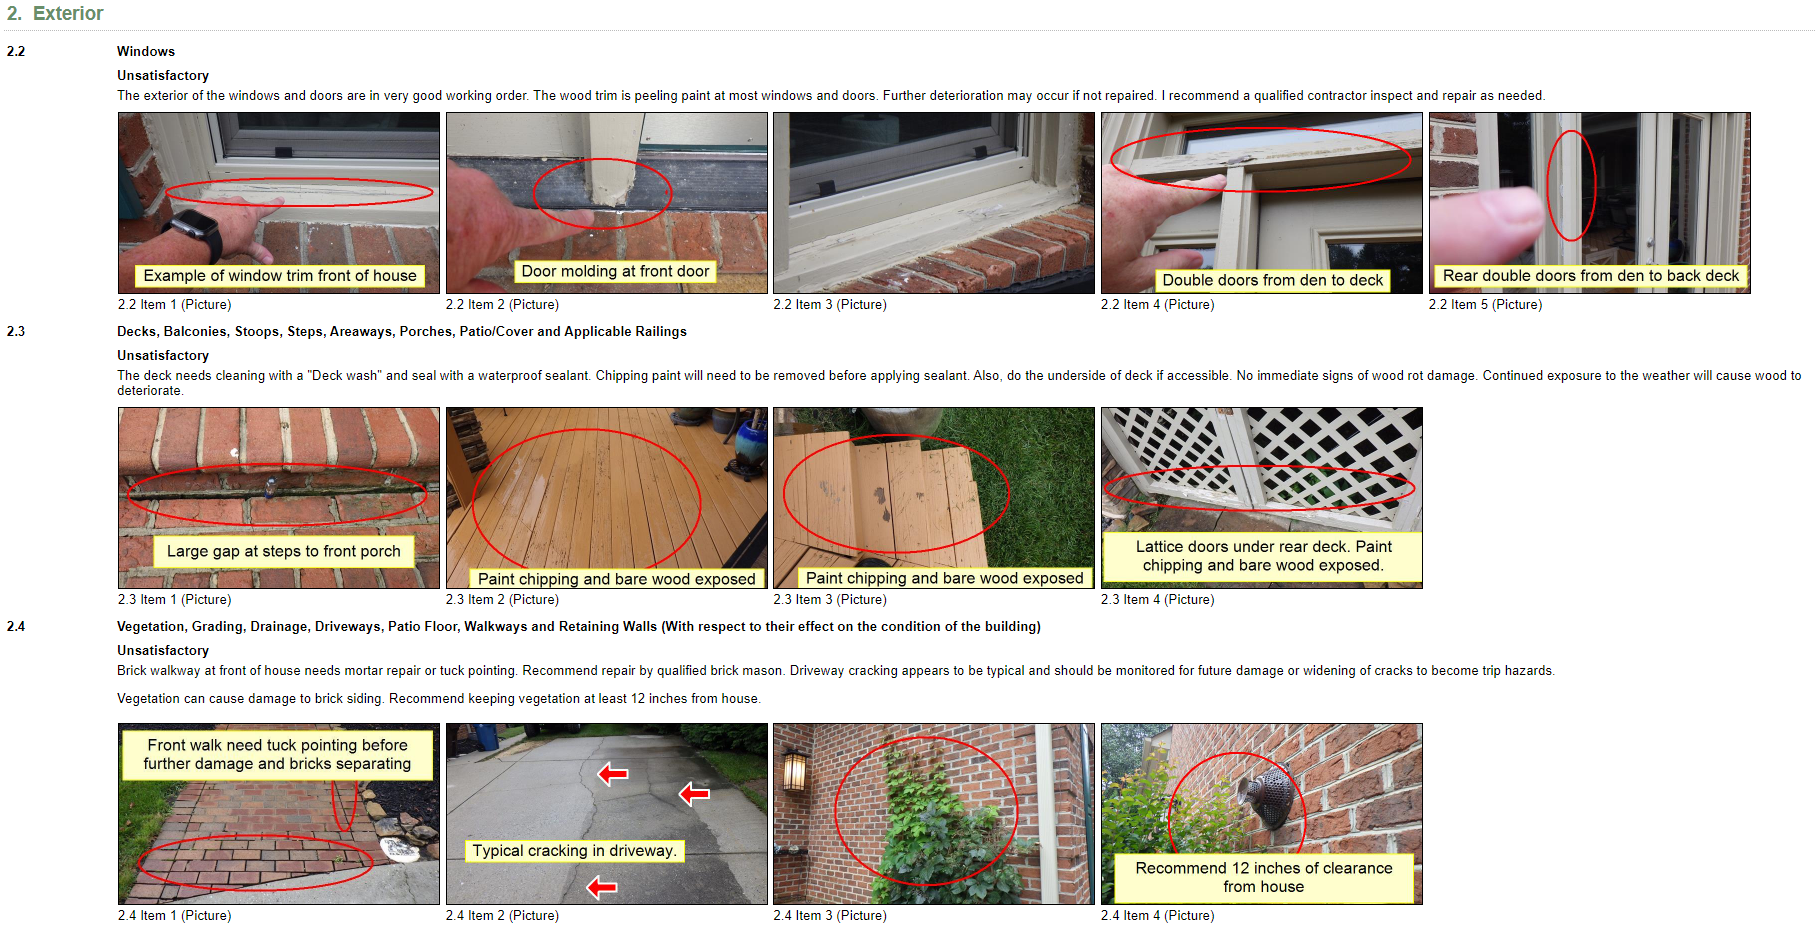 2. Exterior
2.2 Windows
Unsatisfactory
The exterior of the windows and doors are in very good working order. The wood trim is peeling paint at most windows and doors. Further deterioration may occur if not repaired. I recommend a qualified contractor inspect and repair as needed.
Example of window trim front of house
Door molding at front door
Double doors from den to deck
Rear double doors from den to back deck
2.2 Item 1 (Picture)
2.2 Item 2 (Picture)
2.2 Item 3 (Picture)
2.2 Item 4 (Picture)
2.2 Item 5 (Picture)
2.3 Decks, Balconies, Stoops, Steps, Areaways, Porches, Patio/Cover and Applicable Railings
Unsatisfactory
The deck needs cleaning with a "Deck wash" and seal with a waterproof sealant. Chipping paint will need to be removed before applying sealant. Also, do the underside of deck if accessible. No immediate signs of wood rot damage. Continued exposure to the weather will cause wood to
deteriorate.
Large gap at steps to front porch
Paint chipping and bare wood exposed
Paint chipping and bare wood exposed
Lattice doors under rear deck. Paint
chipping and bare wood exposed.
2.3 Item 1 (Picture)
2.3 Item 2 (Picture)
2.3 Item 3 (Picture)
2.3 Item 4 (Picture)
2.4 Vegetation, Grading, Drainage, Driveways, Patio Floor, Walkways and Retaining Walls (With respect to their effect on the condition of the building)
Unsatisfactory
Brick walkway at front of house needs mortar repair or tuck pointing. Recommend repair by qualified brick mason. Driveway cracking appears to be typical and should be monitored for future damage or widening of cracks to become trip hazards.
Vegetation can cause damage to brick siding. Recommend keeping vegetation at least 12 inches from house.
Front walk need tuck pointing before
further damage and bricks separating
Typical cracking in driveway.
Recommend 12 inches of clearance
from house
2.4 Item 1 (Picture)
2.4 Item 2 (Picture)
2.4 Item 3 (Picture)
2.4 Item 4 (Picture)